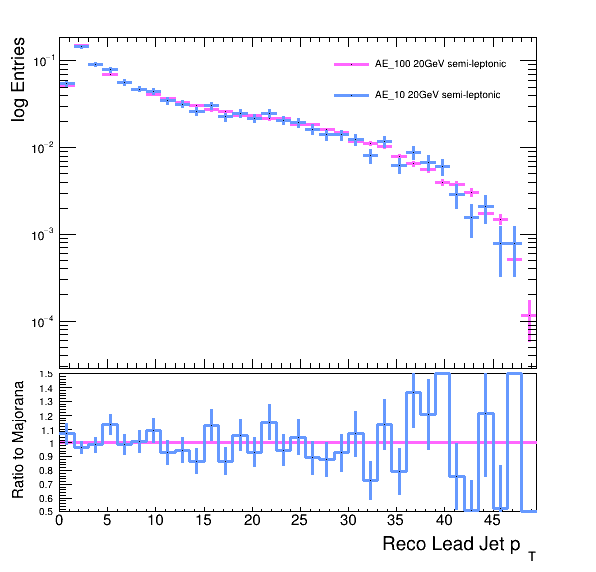 log Entries
10⁻¹
10⁻²
10⁻³
10⁻⁴
AE_100 20GeV semi-leptonic
AE_10 20GeV semi-leptonic
Ratio to Majorana
1.5
1.4
1.3
1.2
1.1
1
0.9
0.8
0.7
0.6
0.5
0 5 10 15 20 25 30 35 40 45
Reco Lead Jet p
T